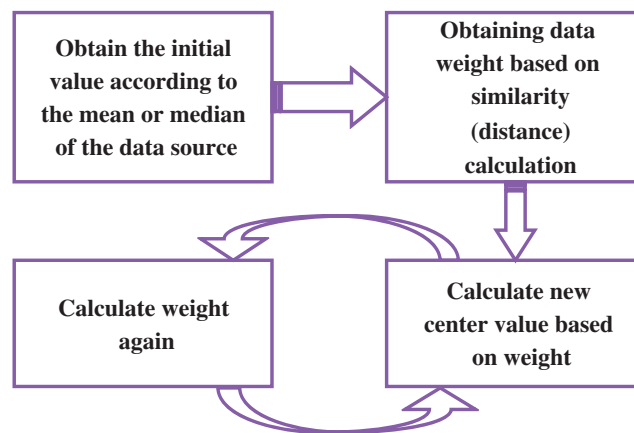 Obtain the initial
value according to
the mean or median
of the data source
Obtaining data
weight based on
similarity
(distance)
calculation
Calculate weight
again
Calculate new
center value based
on weight